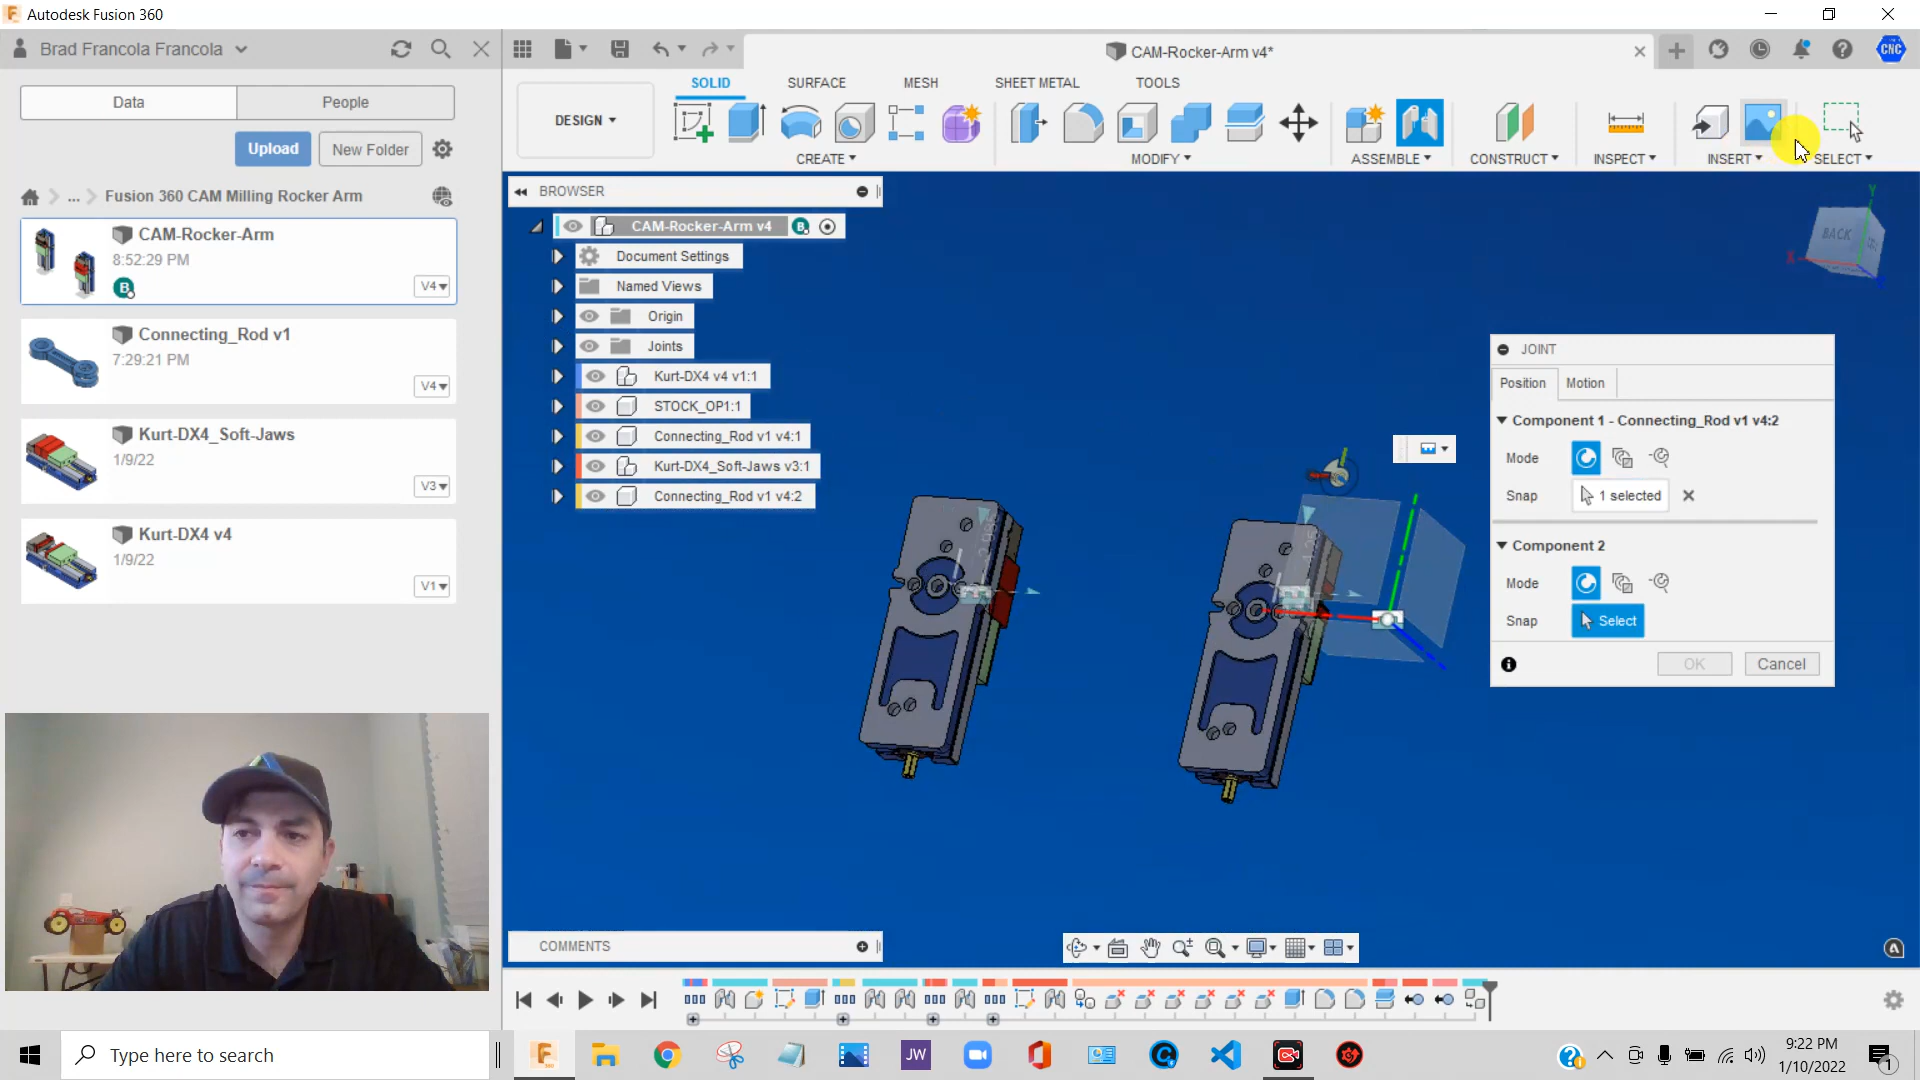 Autodesk Fusion 360
Brad Francola Francola
CAM-Rocker-Arm v4*
CNC
Data
People
Upload
New Folder
... Fusion 360 CAM Milling Rocker Arm
CAM-Rocker-Arm
8:52:29 PM
B
V4
Connecting_Rod v1
7:29:21 PM
V4
Kurt-DX4_Soft-Jaws
1/9/22
V3
Kurt-DX4 v4
1/9/22
V1
SOLID
SURFACE
MESH
SHEET METAL
TOOLS
DESIGN
CREATE
MODIFY
ASSEMBLE
CONSTRUCT
INSPECT
INSERT
SELECT
BROWSER
CAM-Rocker-Arm v4
B
Document Settings
Named Views
Origin
Joints
Kurt-DX4 v4 v1:1
STOCK_OP1:1
Connecting_Rod v1 v4:1
Kurt-DX4_Soft-Jaws v3:1
Connecting_Rod v1 v4:2
Y
BACK
X
JOINT
Position
Motion
Component 1 - Connecting_Rod v1 v4:2
Mode
Snap
1 selected
Component 2
Mode
Snap
Select
OK
Cancel
COMMENTS
Type here to search
JW
9:22 PM
1/10/2022
1